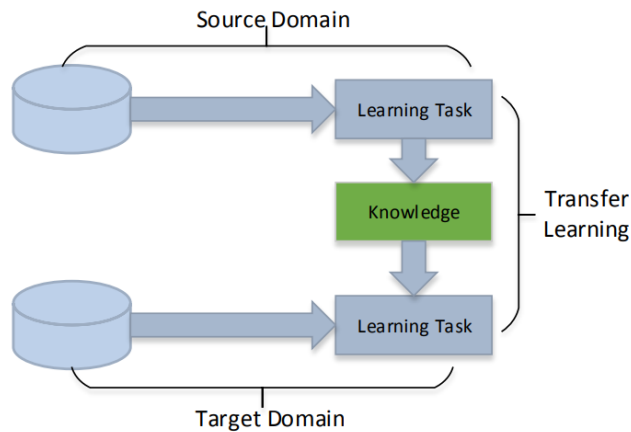 Source Domain
Learning Task
Knowledge
Transfer
Learning
Learning Task
Target Domain